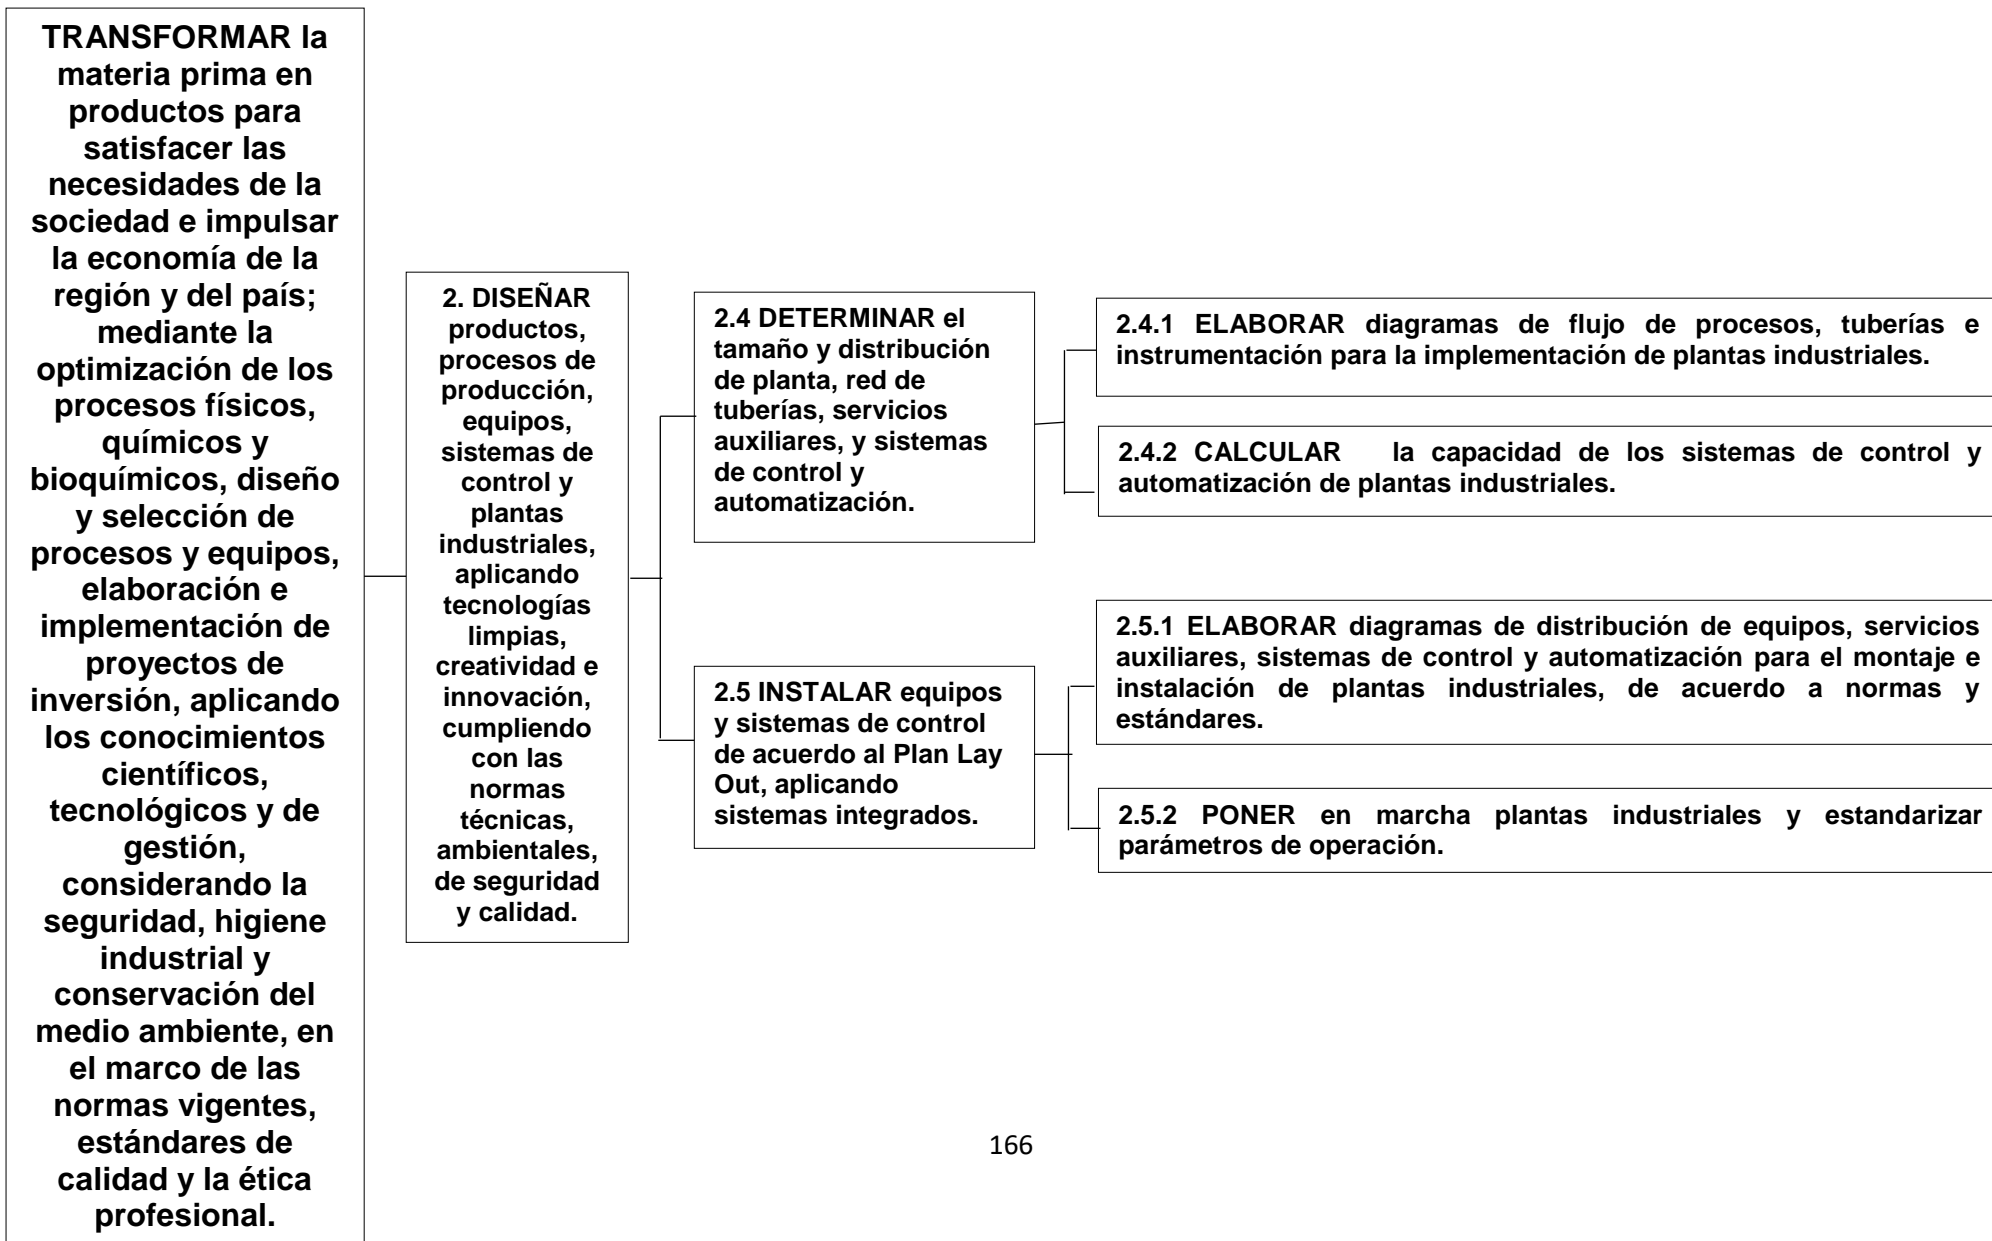 TRANSFORMAR la
materia prima en
productos para
satisfacer las
necesidades de la
sociedad e impulsar
la economía de la
región y del país;
mediante la
optimización de los
procesos físicos,
químicos y
bioquímicos, diseño
y selección de
procesos y equipos,
elaboración e
implementación de
proyectos de
inversión, aplicando
los conocimientos
científicos,
tecnológicos y de
gestión,
considerando la
seguridad, higiene
industrial y
conservación del
medio ambiente, en
el marco de las
normas vigentes,
estándares de
calidad y la ética
profesional.
2. DISEÑAR
productos,
procesos de
producción,
equipos,
sistemas de
control y
plantas
industriales,
aplicando
tecnologías
limpias,
creatividad e
innovación,
cumpliendo
con las
normas
técnicas,
ambientales,
de seguridad
y calidad.
2.4 DETERMINAR el
tamaño y distribución
de planta, red de
tuberías, servicios
auxiliares, y sistemas
de control y
automatización.
2.4.1 ELABORAR diagramas de flujo de procesos, tuberías e
instrumentación para la implementación de plantas industriales.
2.4.2 CALCULAR la capacidad de los sistemas de control y
automatización de plantas industriales.
2.5 INSTALAR equipos
y sistemas de control
de acuerdo al Plan Lay
Out, aplicando
sistemas integrados.
2.5.1 ELABORAR diagramas de distribución de equipos, servicios
auxiliares, sistemas de control y automatización para el montaje e
instalación de plantas industriales, de acuerdo a normas y
estándares.
2.5.2 PONER en marcha plantas industriales y estandarizar
parámetros de operación.
166